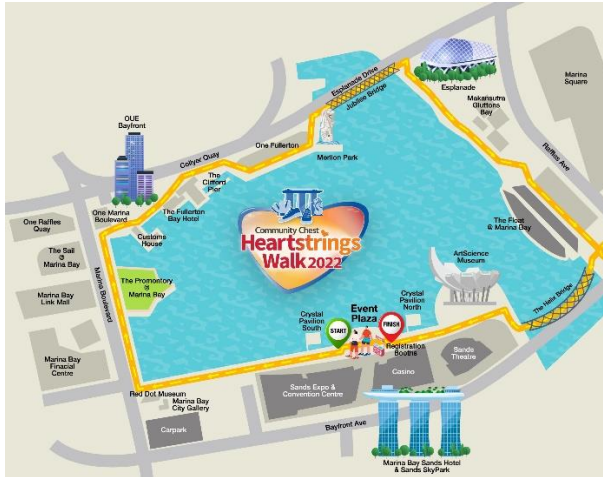 Esplanade Drive
Jubilee Bridge
Esplanade
Marina
Square
Makansutra
Gluttons
Bay
Raffles Ave
OUE
Bayfront
Collyer Quay
One Fullerton
Merlion Park
The
Clifford
Pier
The Fullerton
Bay Hotel
One Marina
Boulevard
Customs
House
One Raffles
Quay
The Sail
@
Marina Bay
Marina Bay
Link Mall
Marina Bay
Finacial
Centre
Marina Boulevard
The Promontory
@ Marina Bay
Community Chest
Heartstrings
Walk 2022
The Float
@ Marina Bay
ArtScience
Museum
The Helix Bridge
Crystal
Pavilion
North
Event
Plaza
Crystal
Pavilion
South
START
FINISH
Registration
Booths
Sands
Theatre
Casino
Sands Expo &
Convention Centre
Red Dot Museum
Marina Bay
City Gallery
Carpark
Bayfront Ave
Marina Bay Sands Hotel
& Sands SkyPark